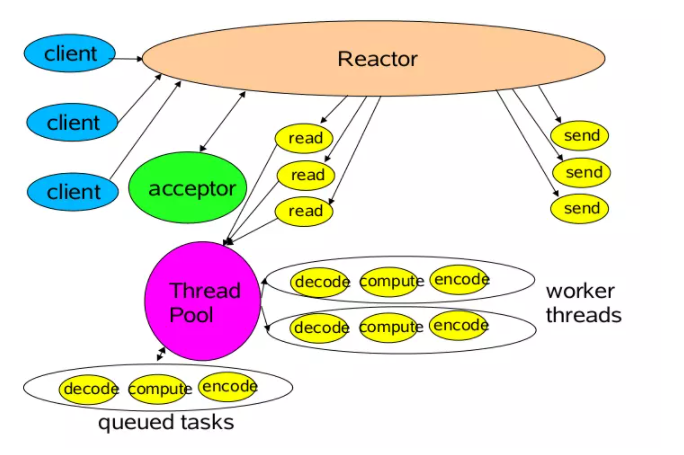 client
Reactor
client
client
acceptor
read
read
read
send
send
send
Thread
Pool
decode compute encode
decode compute encode
worker
threads
decode compute encode
queued tasks